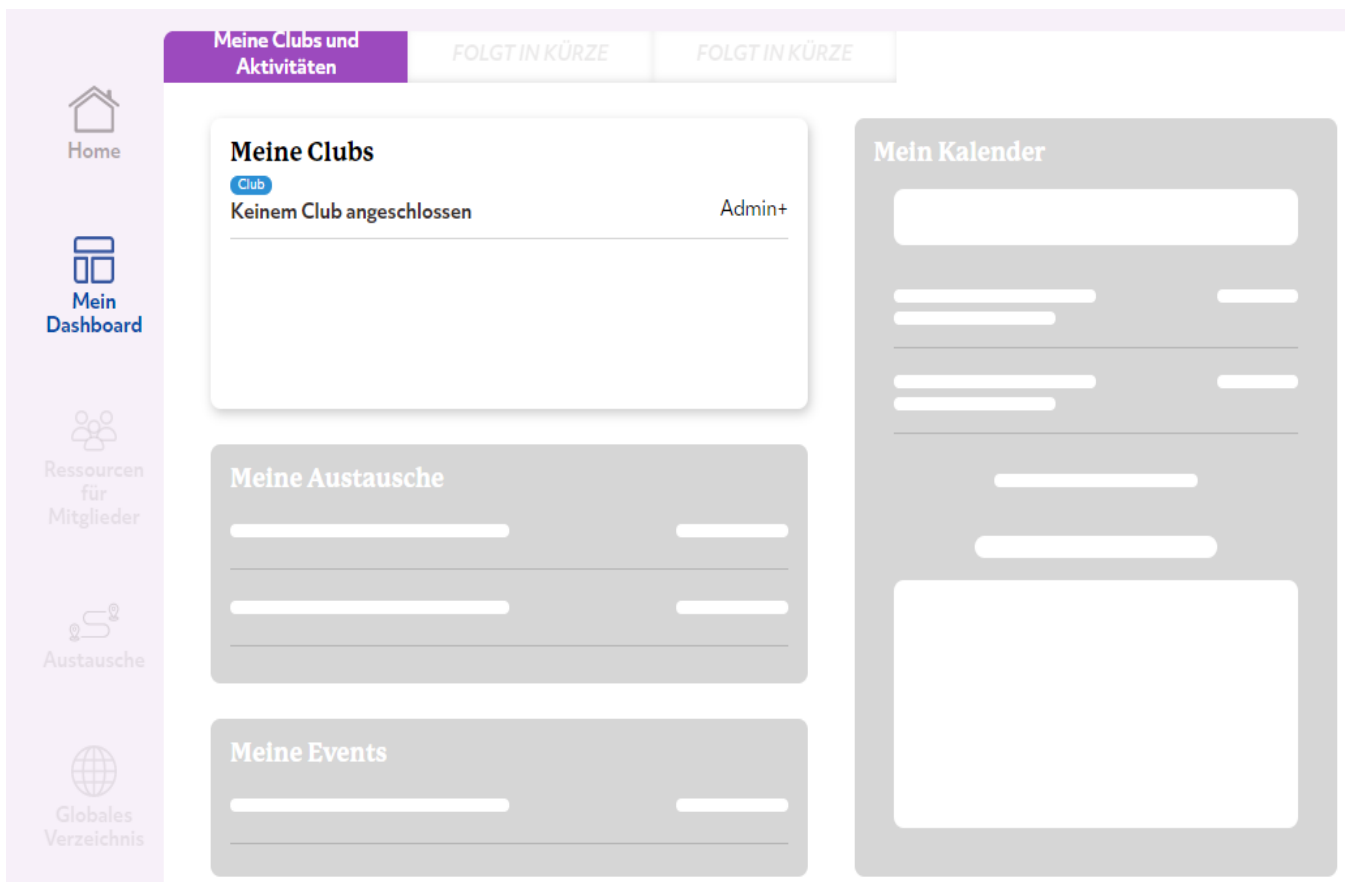 Meine Clubs und
Aktivitäten
FOLGT IN KÜRZE
FOLGT IN KÜRZE
Home
Mein
Dashboard
Ressourcen
für
Mitglieder
Austausche
Globales
Verzeichnis
Meine Clubs
Club
Keinem Club angeschlossen
Admin+
Meine Austausche
Meine Events
Mein Kalender